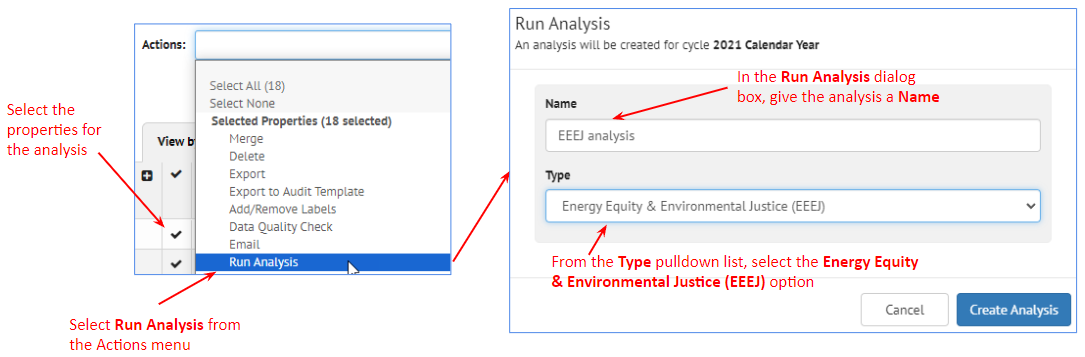 Actions:
Select All (18)
Select None
Selected Properties (18 selected)
Merge
Delete
Export
Export to Audit Template
Add/Remove Labels
Data Quality Check
Email
Run Analysis
View b
Select the
properties for
the analysis
Select Run Analysis from
the Actions menu
Run Analysis
An analysis will be created for cycle 2021 Calendar Year
In the Run Analysis dialog
box, give the analysis a Name
Name
EEEJ analysis
Type
Energy Equity & Environmental Justice (EEEJ)
From the Type pulldown list, select the Energy Equity
& Environmental Justice (EEEJ) option
Cancel
Create Analysis